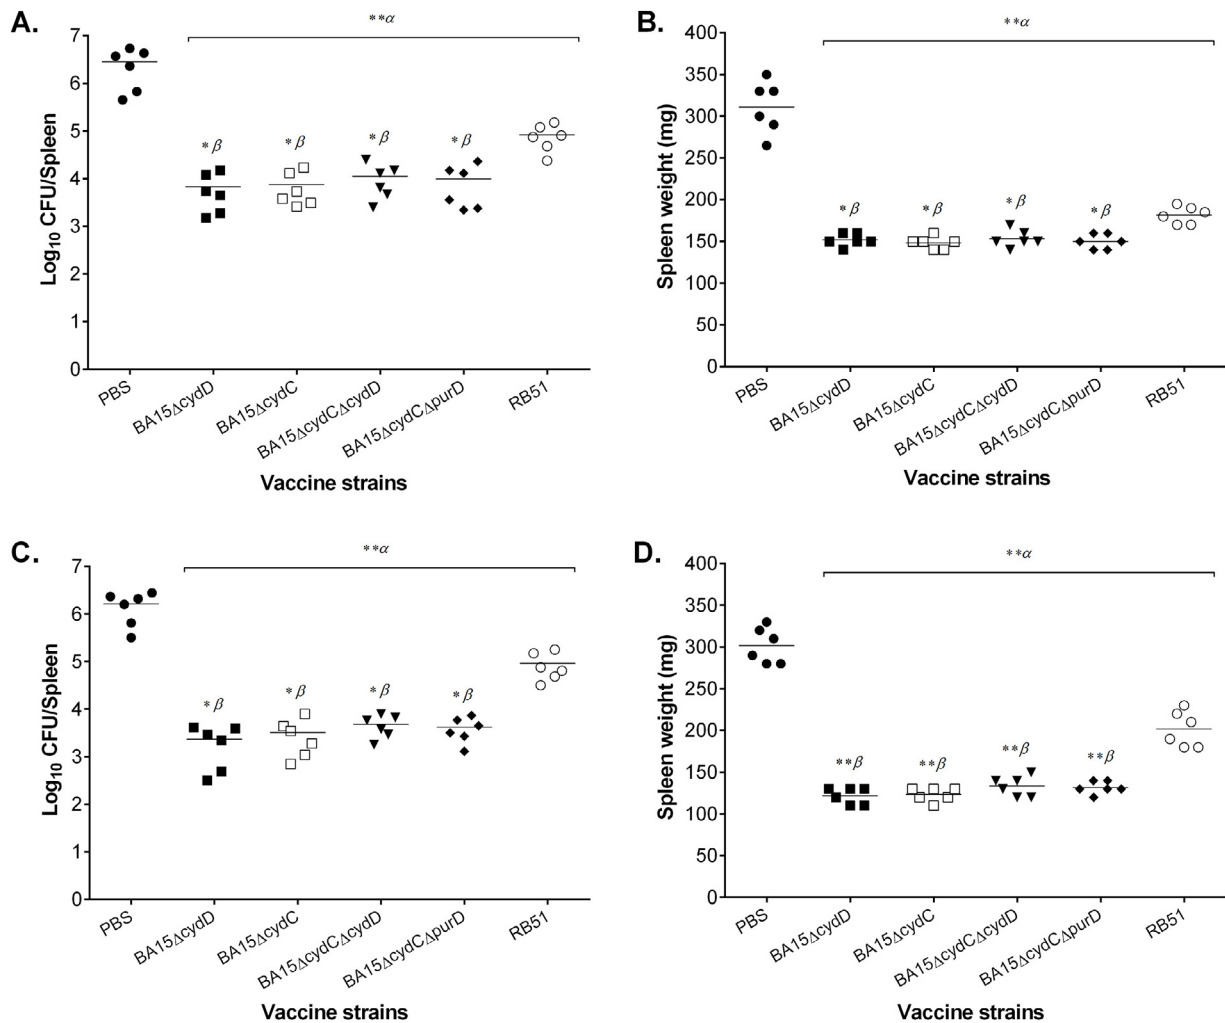 A.
**α
Log10 CFU/Spleen
7
6
5
4
3
2
1
0
* β
* β
* β
* β
PBS
BA15ΔcydD
BA15ΔcydC
BA15ΔcydCΔcydD
BA15ΔcydCΔpurD
RB51
Vaccine strains
B.
**α
Spleen weight (mg)
400
350
300
250
200
150
100
50
0
* β
* β
* β
* β
PBS
BA15ΔcydD
BA15ΔcydC
BA15ΔcydCΔcydD
BA15ΔcydCΔpurD
RB51
Vaccine strains
C.
**α
Log10 CFU/Spleen
7
6
5
4
3
2
1
0
* β
* β
* β
* β
PBS
BA15ΔcydD
BA15ΔcydC
BA15ΔcydCΔcydD
BA15ΔcydCΔpurD
RB51
Vaccine strains
D.
**α
Spleen weight (mg)
400
350
300
250
200
150
100
50
0
**β
**β
**β
**β
PBS
BA15ΔcydD
BA15ΔcydC
BA15ΔcydCΔcydD
BA15ΔcydCΔpurD
RB51
Vaccine strains